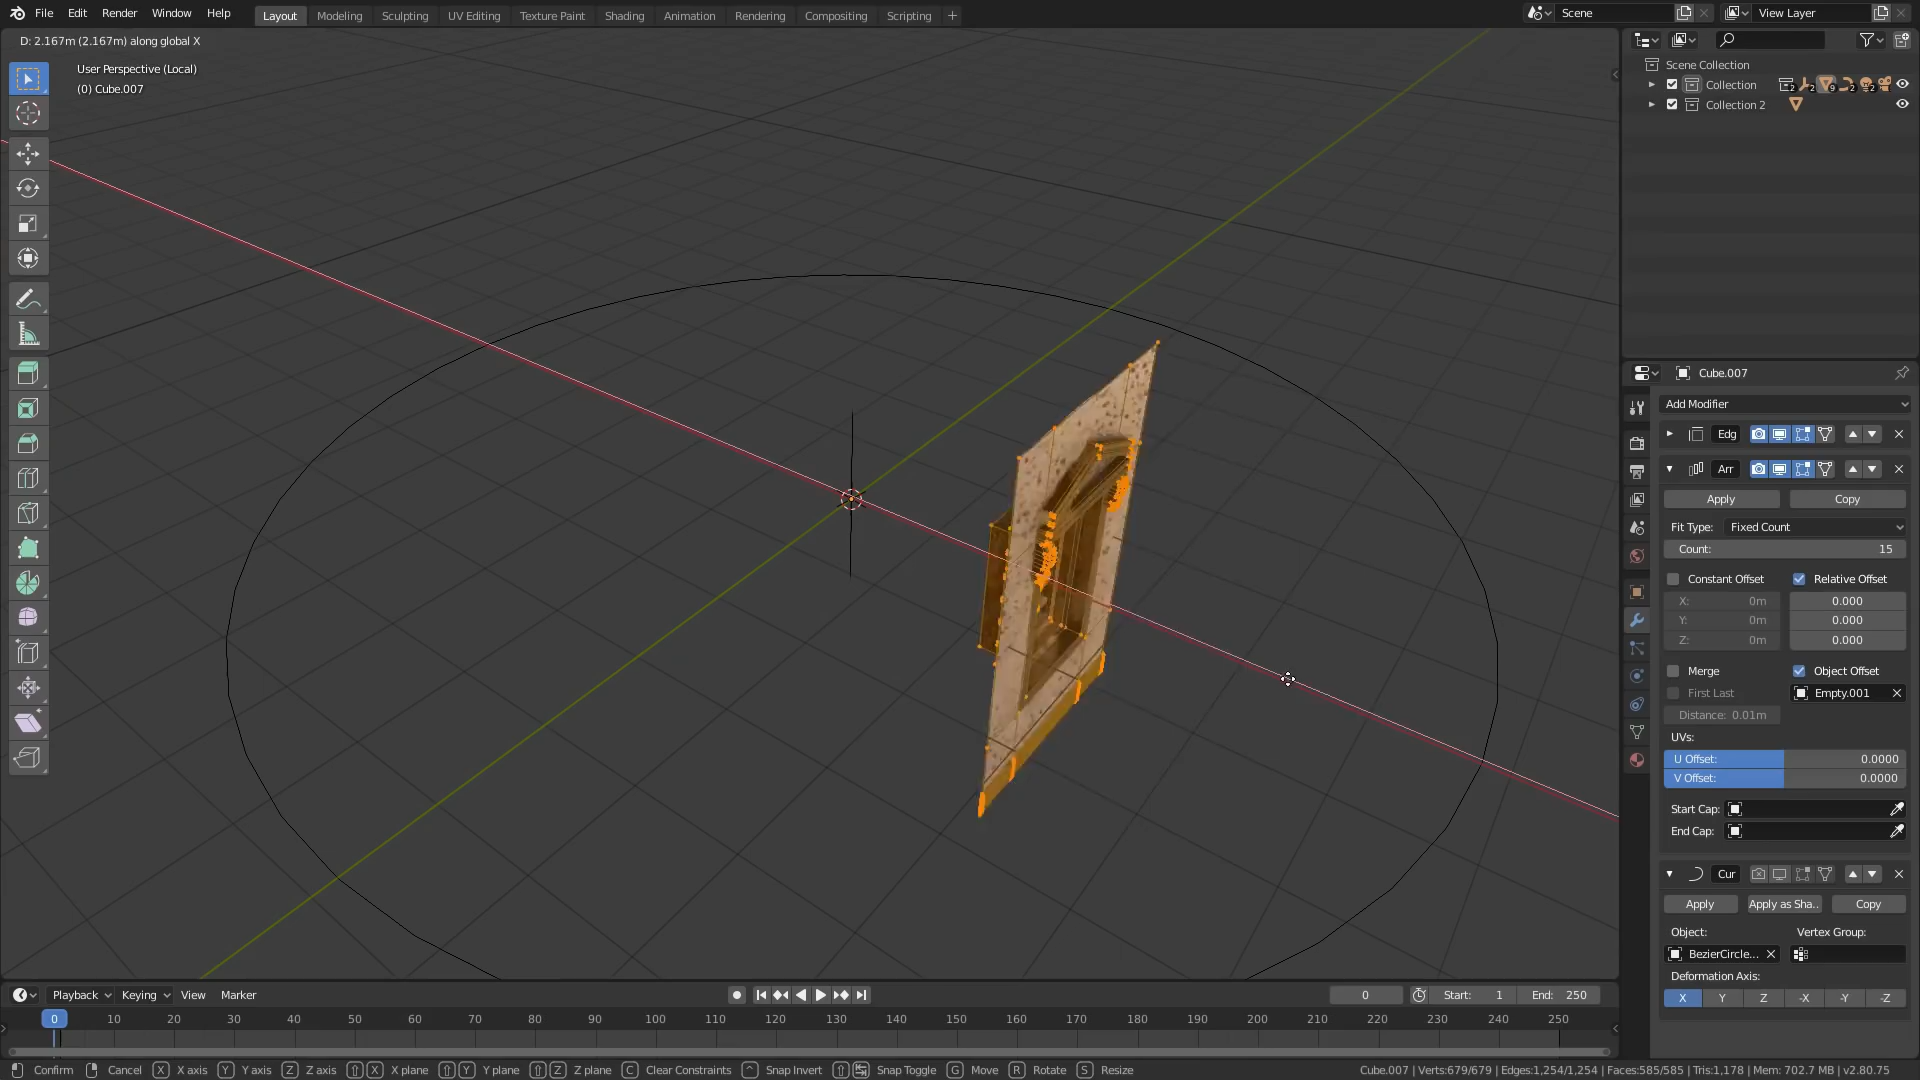 File Edit Render Window Help Layout Modeling Sculpting UV Editing Texture Paint Shading Animation Rendering Compositing Scripting Scene View Layer
D: 2.167m (2.167m) along global X
User Perspective (Local)
(0) Cube.007
Scene Collection
Collection 2 2 9 2 2
Collection 2
Cube.007
Add Modifier
Edg
Arr
Apply Copy
Fit Type: Fixed Count
Count: 15
Constant Offset Relative Offset
X: 0m 0.000
Y: 0m 0.000
Z: 0m 0.000
Merge Object Offset
First Last Empty.001
Distance: 0.01m
UVs:
U Offset: 0.0000
V Offset: 0.0000
Start Cap:
End Cap:
Cur
Apply Apply as Sha.. Copy
Object: Vertex Group:
BezierCircle...
Deformation Axis:
X Y Z -X -Y -Z
Playback Keying View Marker 0 Start: 1 End: 250
0 10 20 30 40 50 60 70 80 90 100 110 120 130 140 150 160 170 180 190 200 210 220 230 240 250
Confirm Cancel X X axis Y Y axis Z Z axis X X plane Y Y plane Z Z plane C Clear Constraints ^ Snap Invert Snap Toggle G Move R Rotate S Resize Cube.007 | Verts:679/679 | Edges:1,254/1,254 | Faces:585/585 | Tris:1,178 | Mem: 702.7 MB | v2.80.75